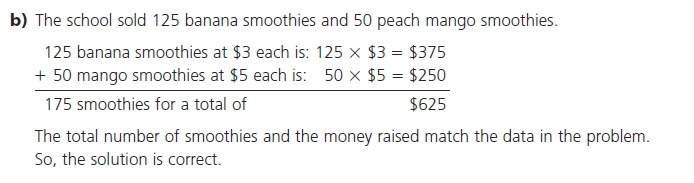 b) The school sold 125 banana smoothies and 50 peach mango smoothies.
125 banana smoothies at $3 each is: 125 × $3 = $375
+ 50 mango smoothies at $5 each is: 50 × $5 = $250
175 smoothies for a total of $625
The total number of smoothies and the money raised match the data in the problem.
So, the solution is correct.